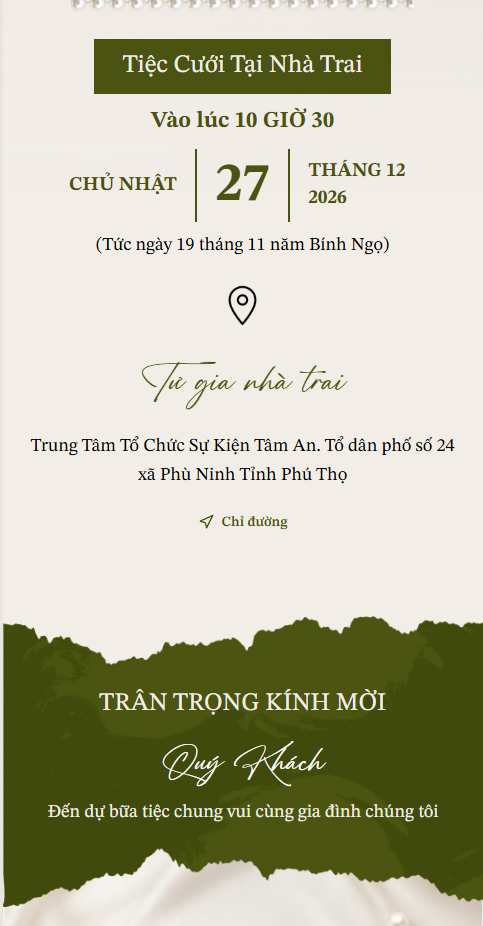 Tiệc Cưới Tại Nhà Trai
Vào lúc 10 GIỜ 30
CHỦ NHẬT
27
THÁNG 12
2026
(Tức ngày 19 tháng 11 năm Bính Ngọ)
Tư gia nhà trai
Trung Tâm Tổ Chức Sự Kiện Tâm An. Tổ dân phố số 24
xã Phù Ninh Tỉnh Phú Thọ
Chỉ đường
TRÂN TRỌNG KÍNH MỜI
Quý Khách
Đến dự bữa tiệc chung vui cùng gia đình chúng tôi